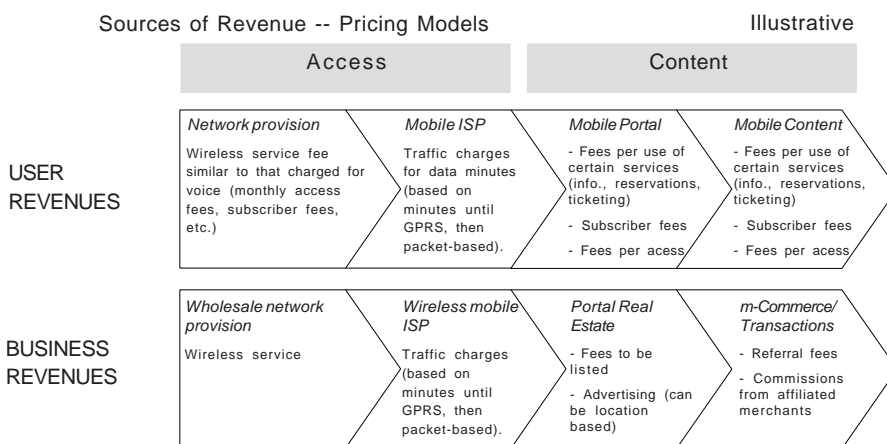 Sources of Revenue -- Pricing Models
Illustrative
Access
Content
USER
REVENUES
Network provision
Wireless service fee
similar to that charged for
voice (monthly access
fees, subscriber fees,
etc.)
Mobile ISP
Traffic charges
for data minutes
(based on
minutes until
GPRS, then
packet-based).
Mobile Portal
- Fees per use of
certain services
(info., reservations,
ticketing)
- Subscriber fees
- Fees per acess
Mobile Content
- Fees per use of
certain services
(info., reservations,
ticketing)
- Subscriber fees
- Fees per acess
BUSINESS
REVENUES
Wholesale network
provision
Wireless service
Wireless mobile
ISP
Traffic charges
(based on
minutes until
GPRS, then
packet-based).
Portal Real
Estate
- Fees to be
listed
- Advertising (can
be location
based)
m-Commerce/
Transactions
- Referral fees
- Commissions
from affiliated
merchants